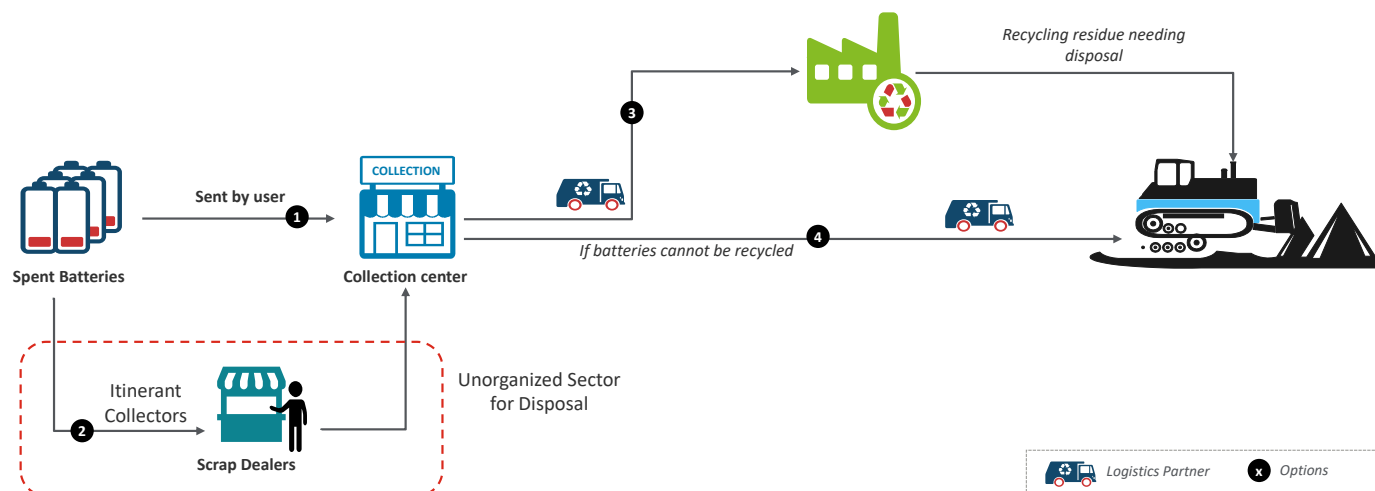 Recycling residue needing
disposal
3
COLLECTION
Sent by user
1
4
If batteries cannot be recycled
Spent Batteries
Collection center
Itinerant
Collectors
2
Scrap Dealers
Unorganized Sector
for Disposal
Logistics Partner
x Options